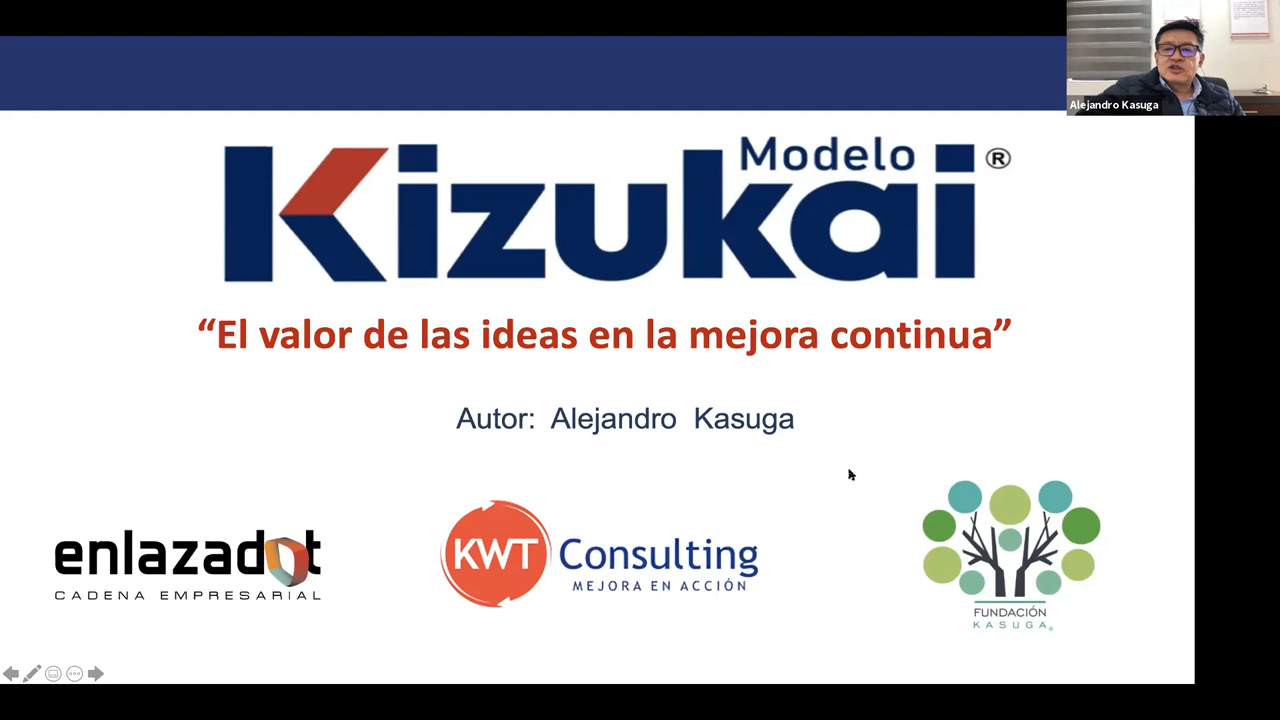 Alejandro Kasuga
Modelo
Kizukai ®
“El valor de las ideas en la mejora continua”
Autor: Alejandro Kasuga
enlazadot
CADENA EMPRESARIAL
KWT Consulting
MEJORA EN ACCIÓN
FUNDACIÓN
KASUGA®